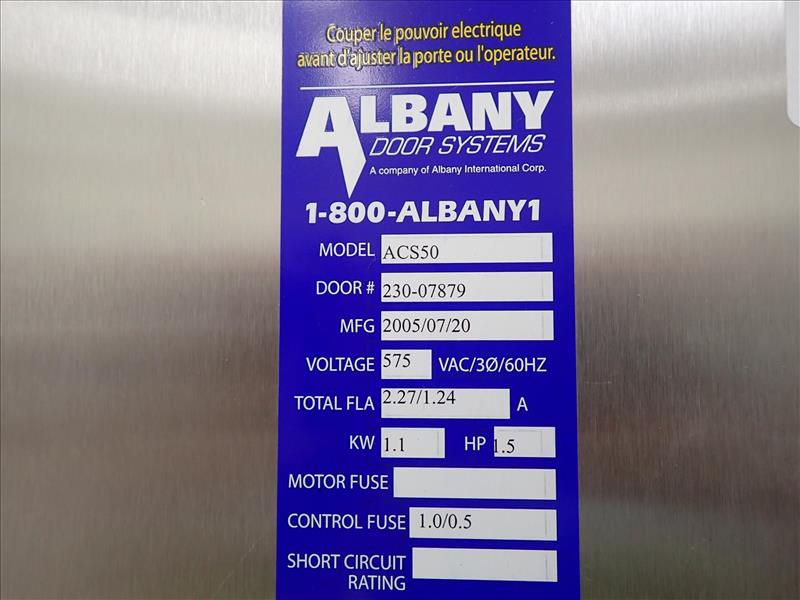 Couper le pouvoir electrique
avant d'ajuster la porte ou l'operateur.
ALBANY
DOOR SYSTEMS
A company of Albany International Corp.
1-800-ALBANY1
MODEL ACS50
DOOR # 230-07879
MFG 2005/07/20
VOLTAGE 575 VAC/3Ø/60HZ
TOTAL FLA 2.27/1.24 A
KW 1.1 HP 1.5
MOTOR FUSE
CONTROL FUSE 1.0/0.5
SHORT CIRCUIT
RATING